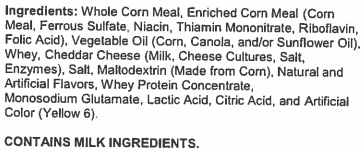 Ingredients: Whole Corn Meal, Enriched Corn Meal (Corn
Meal, Ferrous Sulfate, Niacin, Thiamin Mononitrate, Riboflavin,
Folic Acid), Vegetable Oil (Corn, Canola, and/or Sunflower Oil),
Whey, Cheddar Cheese (Milk, Cheese Cultures, Salt,
Enzymes), Salt, Maltodextrin (Made from Corn), Natural and
Artificial Flavors, Whey Protein Concentrate,
Monosodium Glutamate, Lactic Acid, Citric Acid, and Artificial
Color (Yellow 6).
CONTAINS MILK INGREDIENTS.